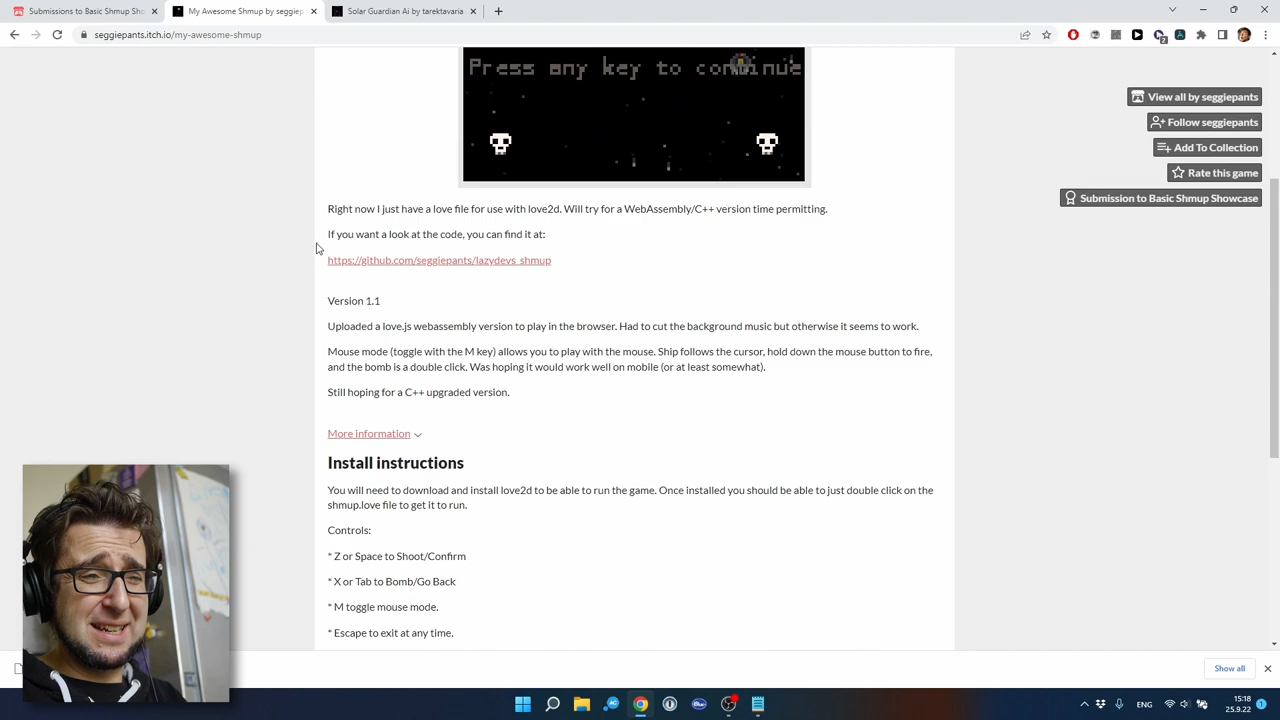 Submissions to Basic Shmup Sho
My Awesome Shmup by seggiep
Solar Guardian Ai by tarektavaria
seggiepants.itch.io/my-awesome-shmup
Press any key to continue
View all by seggiepants
Follow seggiepants
Add To Collection
Rate this game
Submission to Basic Shmup Showcase
Right now I just have a love file for use with love2d. Will try for a WebAssembly/C++ version time permitting.
If you want a look at the code, you can find it at:
https://github.com/seggiepants/lazydevs_shmup
Version 1.1
Uploaded a love.js webassembly version to play in the browser. Had to cut the background music but otherwise it seems to work.
Mouse mode (toggle with the M key) allows you to play with the mouse. Ship follows the cursor, hold down the mouse button to fire,
and the bomb is a double click. Was hoping it would work well on mobile (or at least somewhat).
Still hoping for a C++ upgraded version.
More information
Install instructions
You will need to download and install love2d to be able to run the game. Once installed you should be able to just double click on the
shmup.love file to get it to run.
Controls:
* Z or Space to Shoot/Confirm
* X or Tab to Bomb/Go Back
* M toggle mouse mode.
* Escape to exit at any time.
Show all
15:18
25.9.22